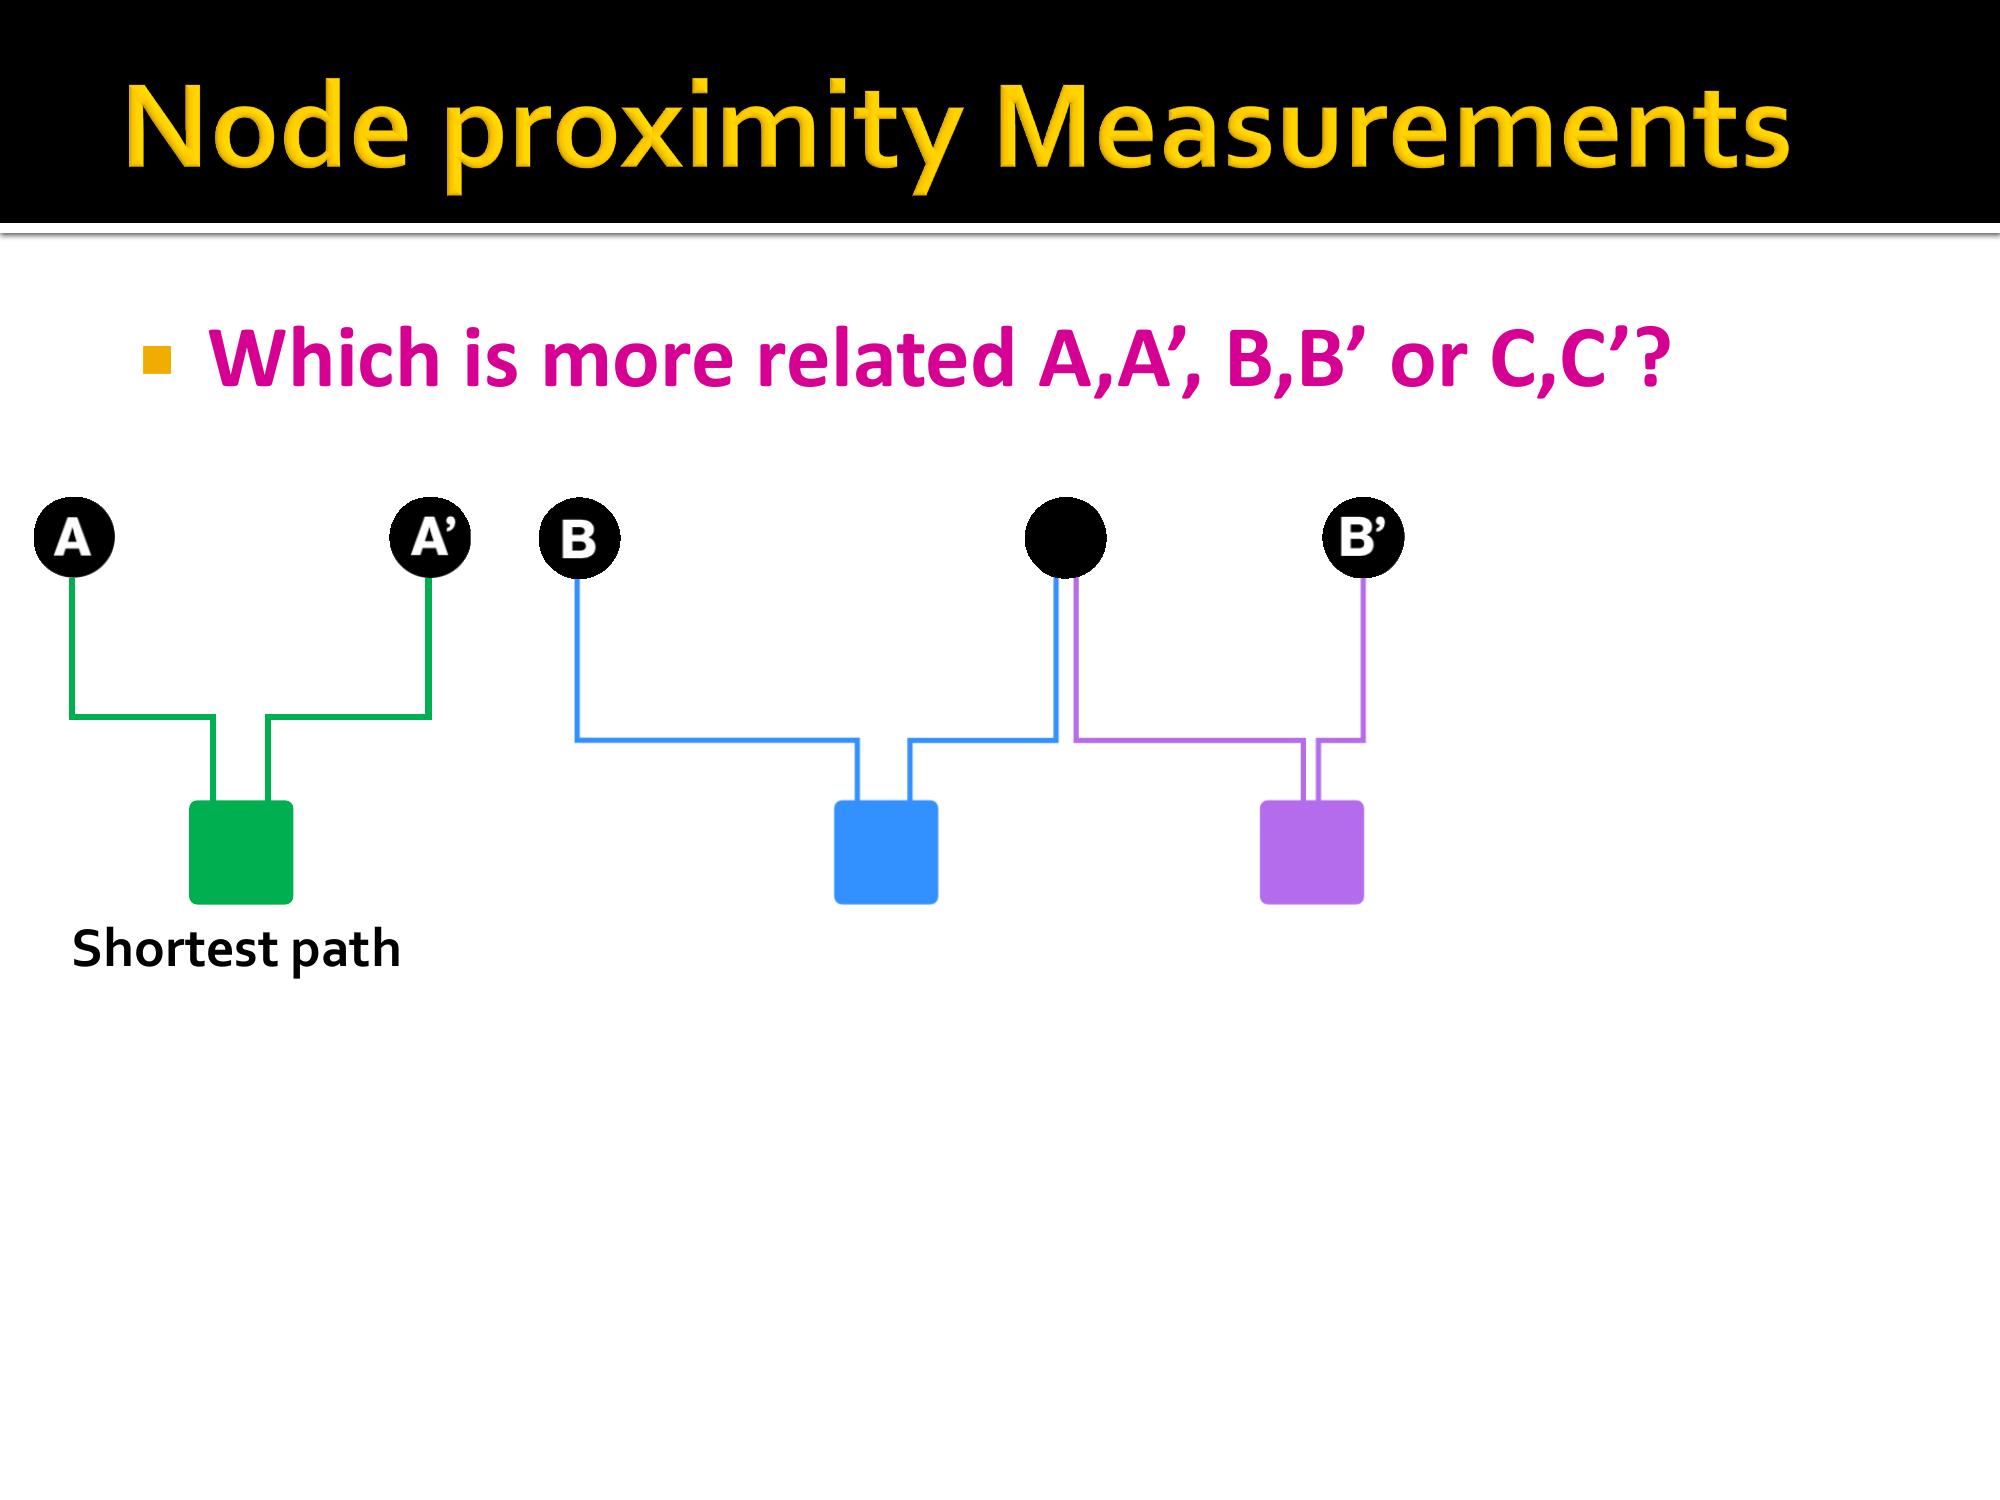 Node proximity Measurements
Which is more related A,A’, B,B’ or C,C’?
A
A’
B
B’
Shortest path